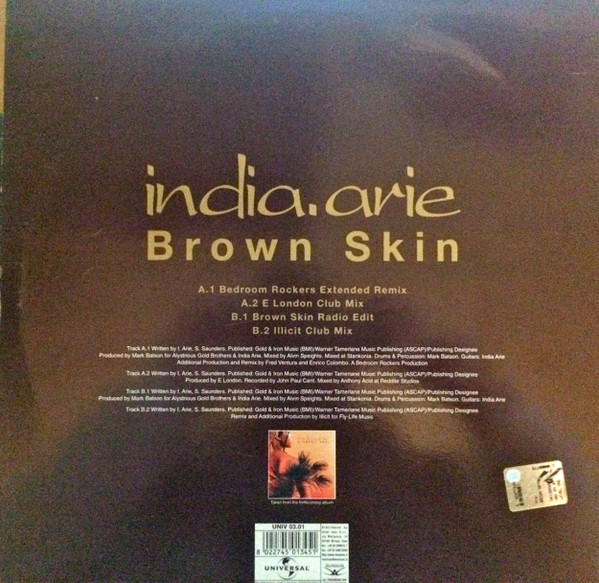 india.arie
Brown Skin
A.1 Bedroom Rockers Extended Remix
A.2 E London Club Mix
B.1 Brown Skin Radio Edit
B.2 Illicit Club Mix
Track A.1 Written by I. Arie, S. Saunders. Published: Gold & Iron Music (BMI)/Warner Tamerlane Music Publishing (ASCAP)/Publishing Designee
Produced by Mark Batson for Alystrious Gold Brothers & India Arie. Mixed by Alvin Speights. Mixed at Stankonia. Drums & Percussion: Mark Batson. Guitars: India Arie
Additional Production and Remix by Fred Ventura and Enrico Colombo. A Bedroom Rockers Production
Track A.2 Written by I. Arie, S. Saunders. Published: Gold & Iron Music (BMI)/Warner Tamerlane Music Publishing (ASCAP)/Publishing Designee
Produced by E London. Recorded by John Paul Cant. Mixed by Anthony Acid at Reddlite Studios
Track B.1 Written by I. Arie, S. Saunders. Published: Gold & Iron Music (BMI)/Warner Tamerlane Music Publishing (ASCAP)/Publishing Designee
Produced by Mark Batson for Alystrious Gold Brothers & India Arie. Mixed by Alvin Speights. Mixed at Stankonia. Drums & Percussion: Mark Batson. Guitars: India Arie
Track B.2 Written by I. Arie, S. Saunders. Published: Gold & Iron Music (BMI)/Warner Tamerlane Music Publishing (ASCAP)/Publishing Designee
Remix and Additional Production by Illicit for Fly-Life Music
Taken from the forthcoming album
UNIV 03.01
8 022745 013451
UNIVERSAL